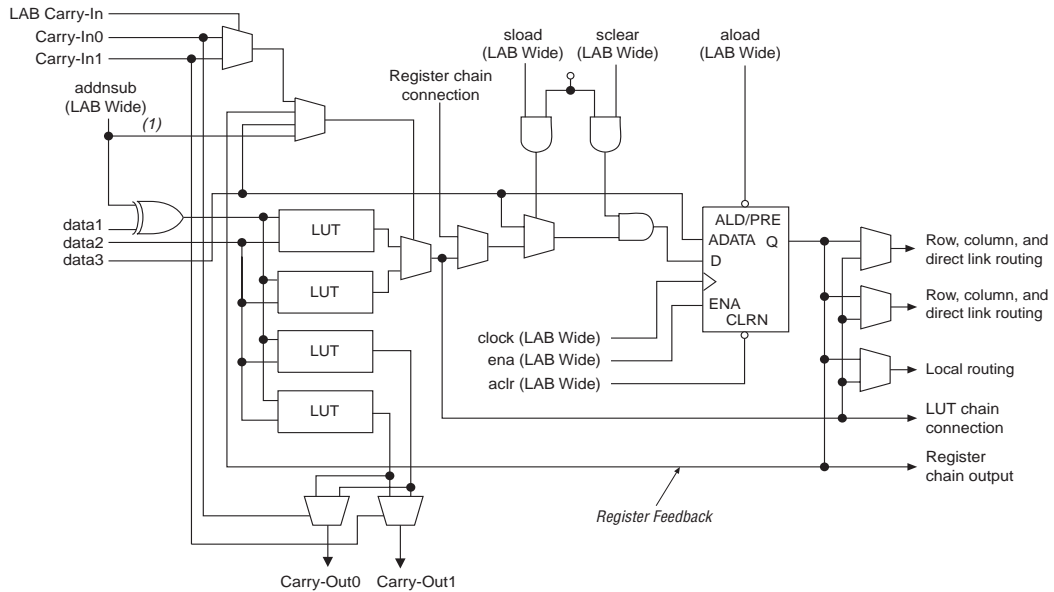 LAB Carry-In
Carry-In0
Carry-In1
addnsub
(LAB Wide)
(1)
data1
data2
data3
Register chain
connection
sload
(LAB Wide)
sclear
(LAB Wide)
aload
(LAB Wide)
LUT
LUT
LUT
LUT
ALD/PRE
ADATA
Q
D
ENA
CLRN
clock (LAB Wide)
ena (LAB Wide)
aclr (LAB Wide)
Row, column, and
direct link routing
Row, column, and
direct link routing
Local routing
LUT chain
connection
Register
chain output
Register Feedback
Carry-Out0
Carry-Out1